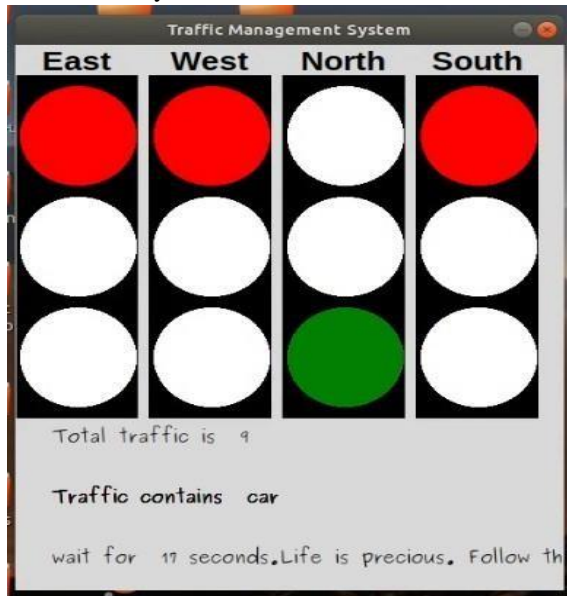 Traffic Management System
East West North South
Total traffic is 9
Traffic contains car
wait for 17 seconds.Life is precious. Follow th